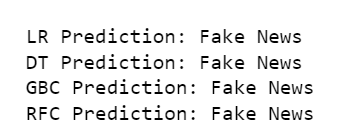 LR Prediction: Fake News
DT Prediction: Fake News
GBC Prediction: Fake News
RFC Prediction: Fake News